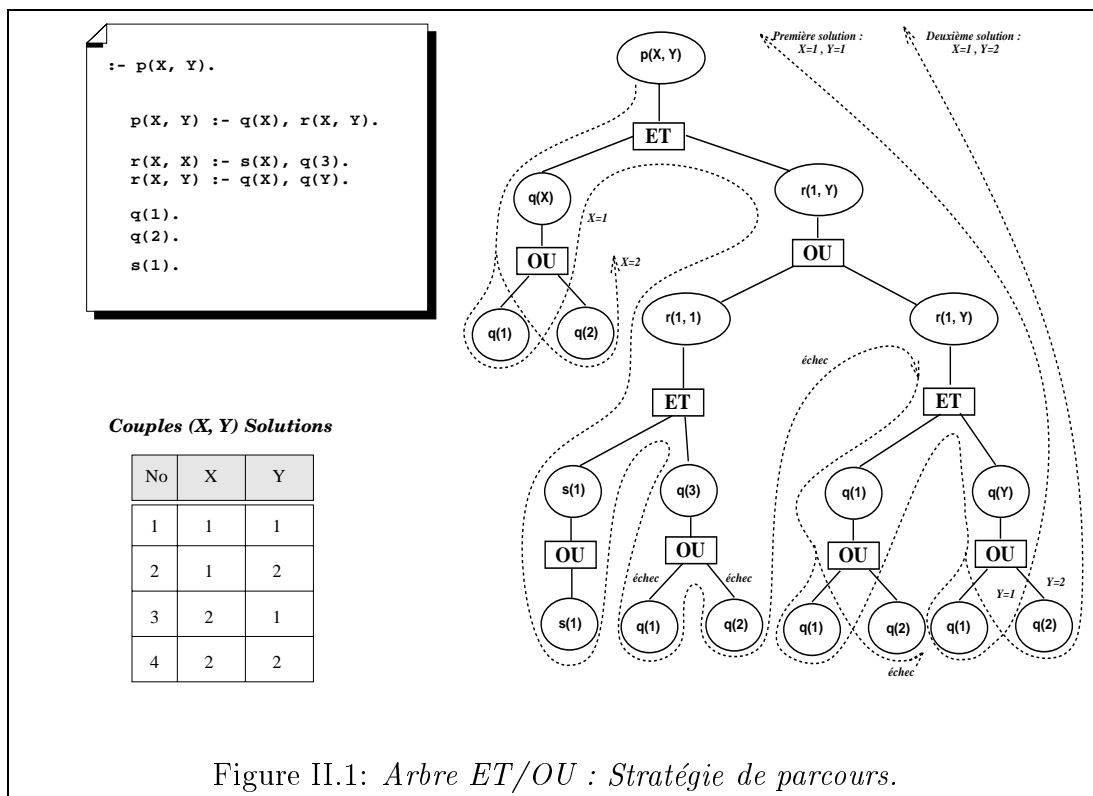 :- p(X, Y).
p(X, Y) :- q(X), r(X, Y).
r(X, X) :- s(X), q(3).
r(X, Y) :- q(X), q(Y).
q(1).
q(2).
s(1).
Couples (X, Y) Solutions
No X Y
1 1 1
2 1 2
3 2 1
4 2 2
Première solution :
X=1 , Y=1
Deuxième solution :
X=1 , Y=2
p(X, Y)
ET
q(X)
r(1, Y)
X=1
OU
OU
X=2
q(1)
q(2)
r(1, 1)
r(1, Y)
échec
ET
ET
s(1)
q(3)
q(1)
q(Y)
OU
OU
OU
OU
échec
échec
Y=1
Y=2
s(1)
q(1)
q(2)
q(1)
q(2)
q(1)
q(2)
échec
Figure II.1: Arbre ET/OU : Stratégie de parcours.